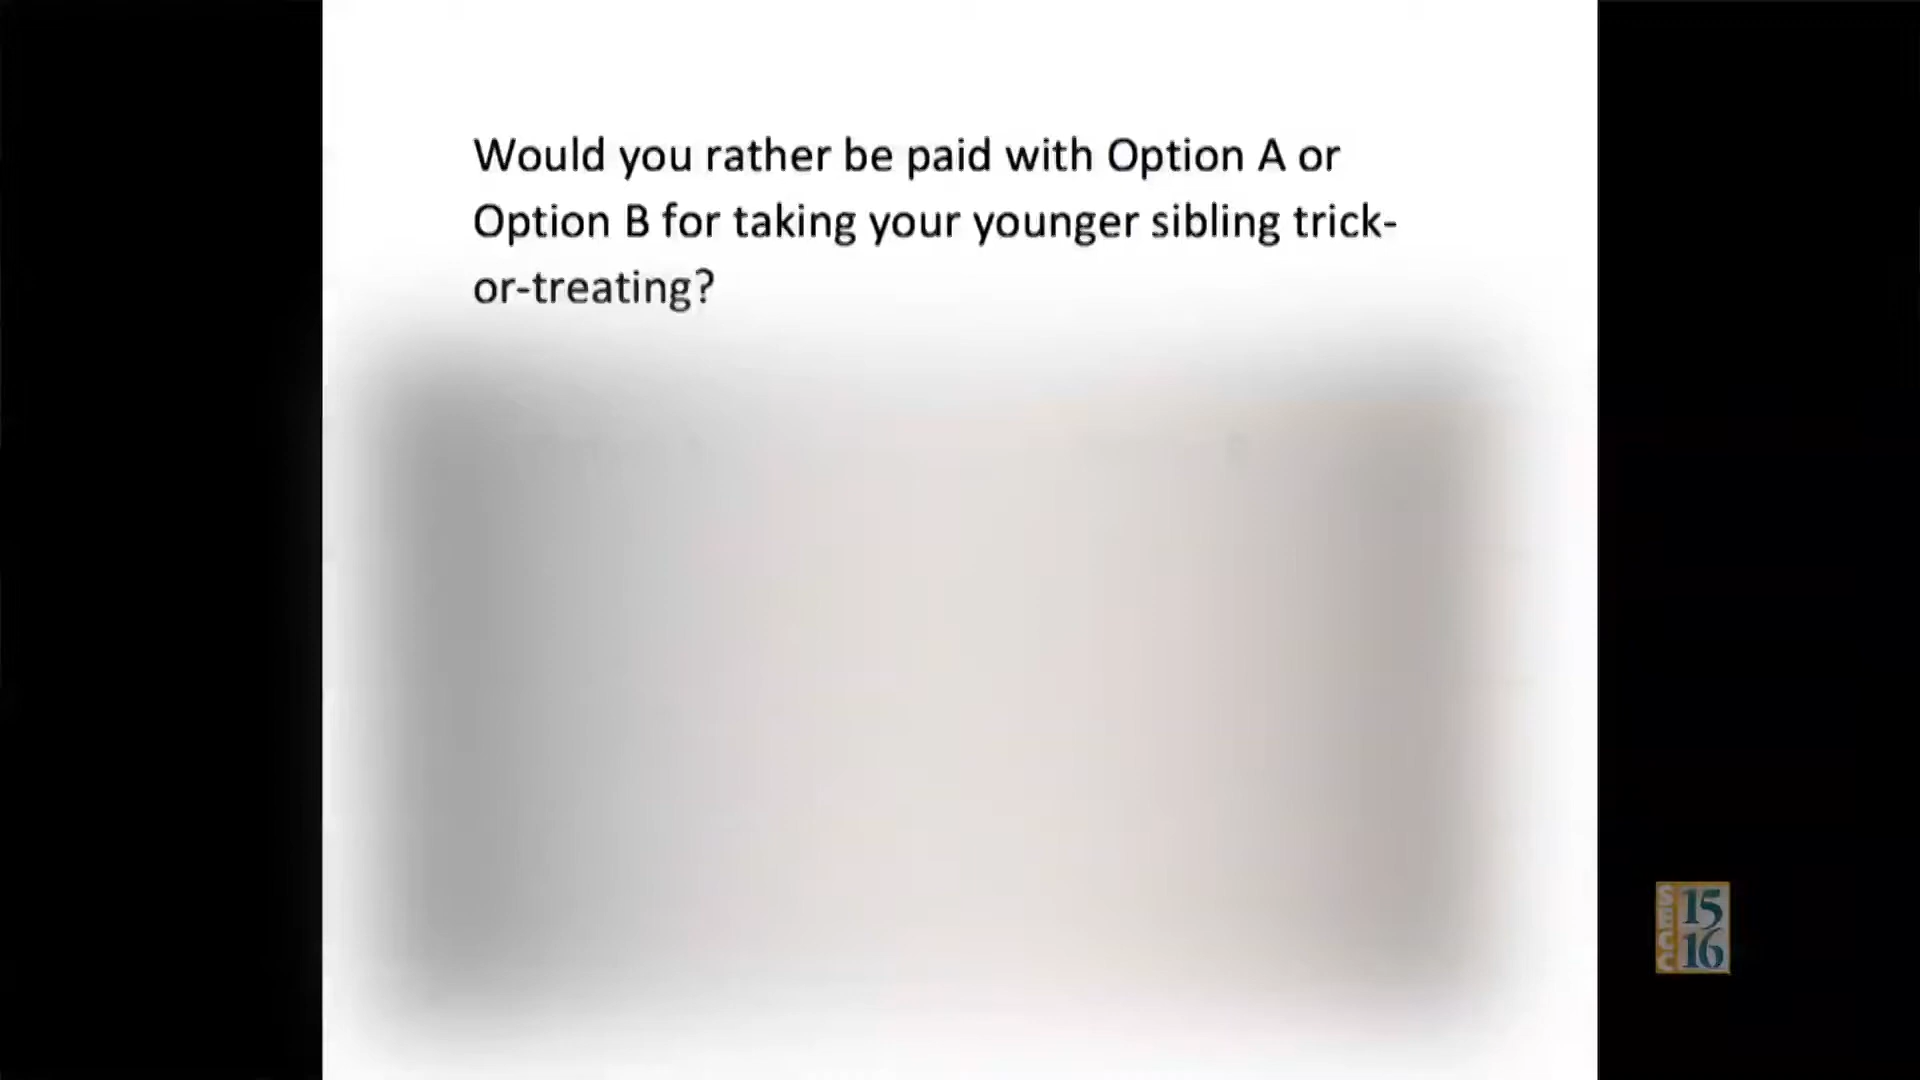 Would you rather be paid with Option A or
Option B for taking your younger sibling trick-
or-treating?
SECC
15
16